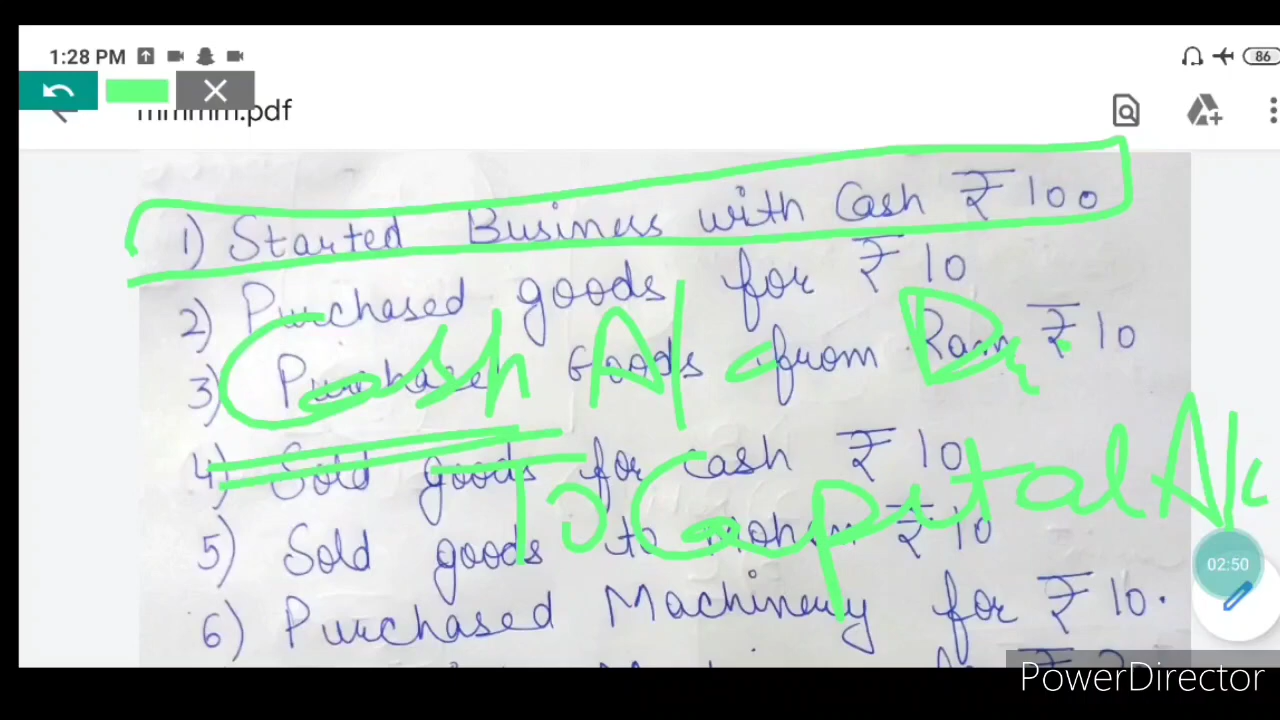 1:28 PM
86
mmmm.pdf
1) Started Business with Cash ₹ 100
2) Purchased goods for ₹ 10
3) Purchased Goods from Ram ₹ 10
Cash A/c Dr
4) Sold goods for cash ₹ 10
To Capital A/c
5) Sold goods to mohan ₹ 10
02:50
6) Purchased Machinery for ₹ 10.
PowerDirector